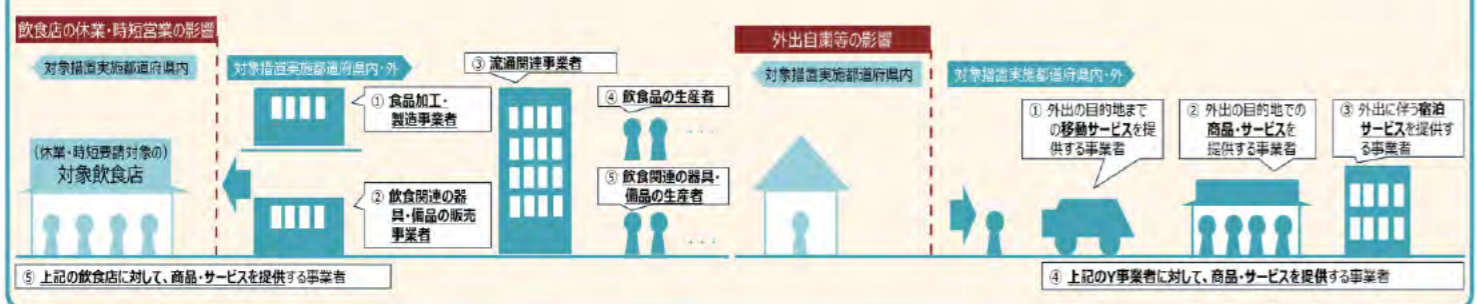 飲食店の休業・時短営業の影響
対象措置実施都道府県内
対象措置実施都道府県内・外
③ 流通関連事業者
① 食品加工・
製造事業者
④ 飲食品の生産者
(休業・時短要請対象の)
対象飲食店
② 飲食関連の器
具・備品の販売
事業者
⑤ 飲食関連の器具・
備品の生産者
⑤ 上記の飲食店に対して、商品・サービスを提供する事業者
外出自粛等の影響
対象措置実施都道府県内
対象措置実施都道府県内・外
① 外出の目的地まで
の移動サービスを提
供する事業者
② 外出の目的地での
商品・サービスを
提供する事業者
③ 外出に伴う宿泊
サービスを提供す
る事業者
④ 上記のY事業者に対して、商品・サービスを提供する事業者